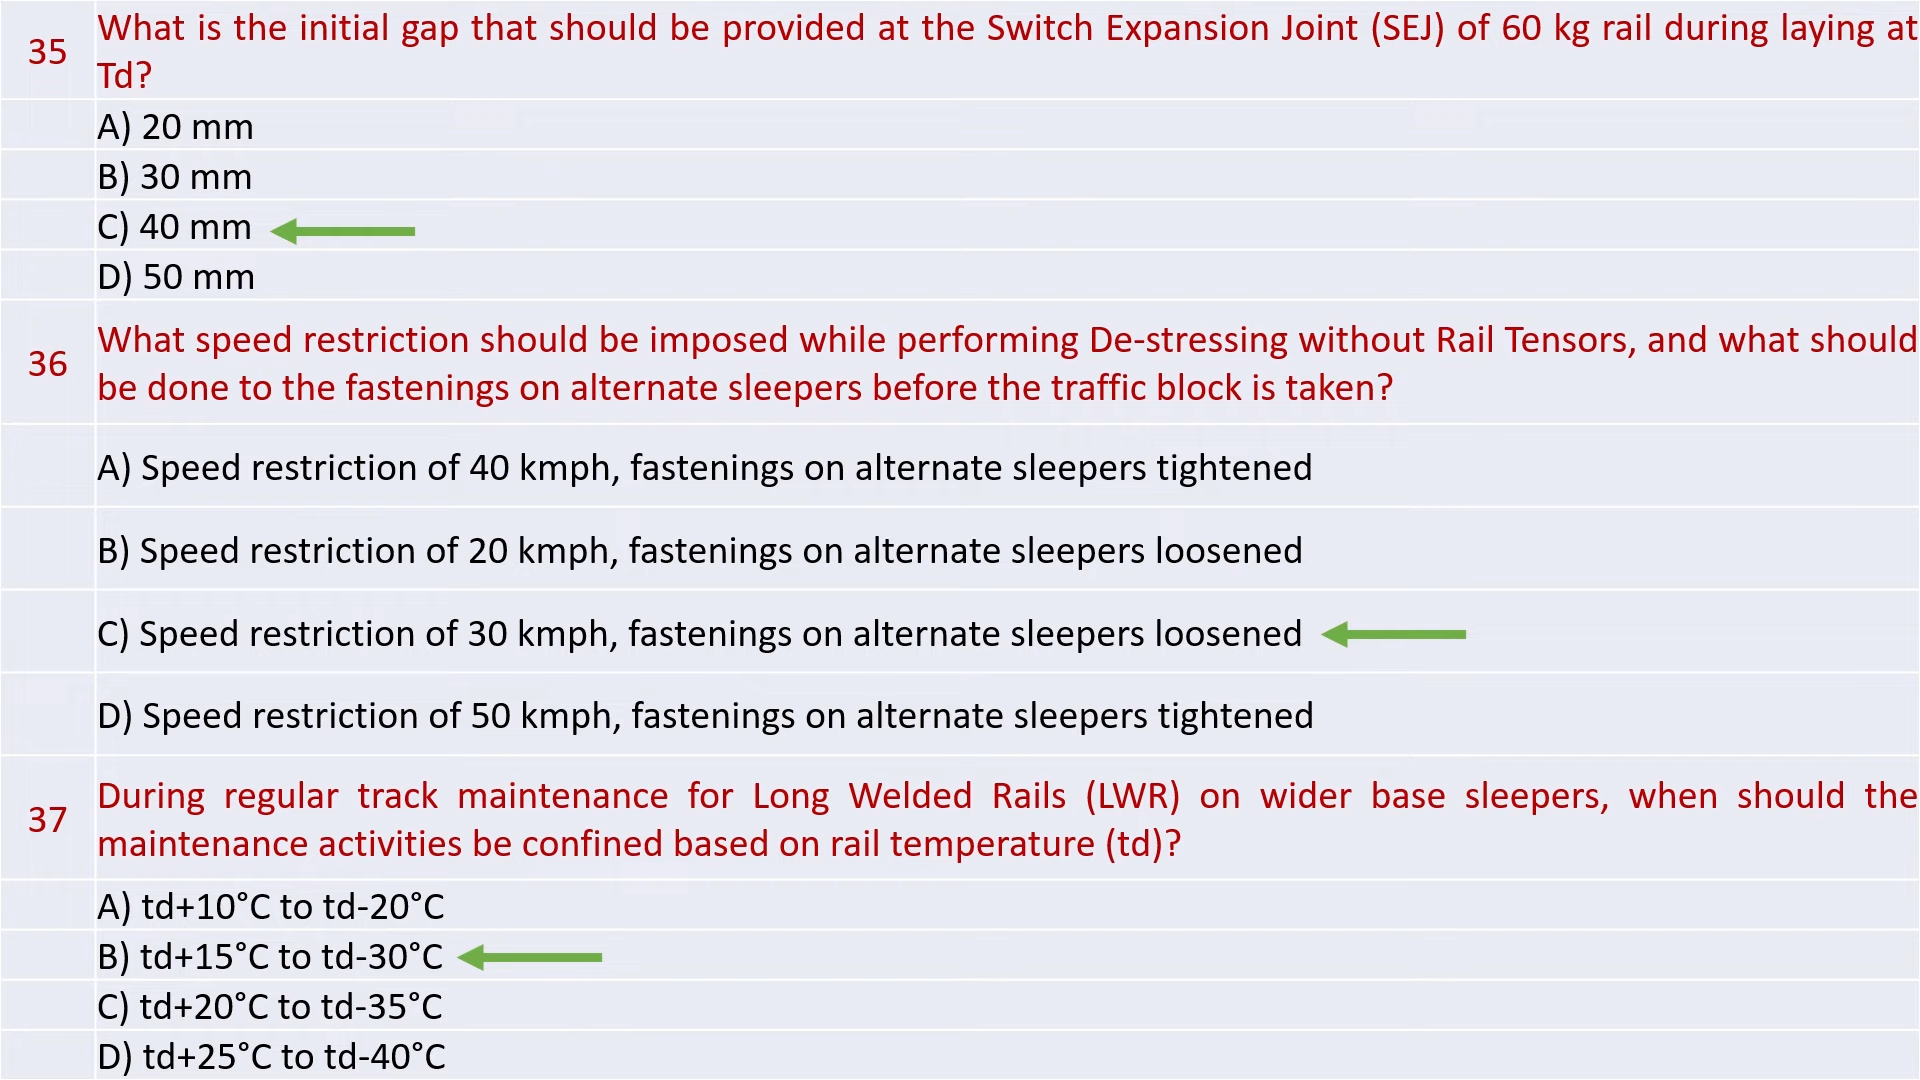 35
What is the initial gap that should be provided at the Switch Expansion Joint (SEJ) of 60 kg rail during laying at
Td?
A) 20 mm
B) 30 mm
C) 40 mm
D) 50 mm
36
What speed restriction should be imposed while performing De-stressing without Rail Tensors, and what should
be done to the fastenings on alternate sleepers before the traffic block is taken?
A) Speed restriction of 40 kmph, fastenings on alternate sleepers tightened
B) Speed restriction of 20 kmph, fastenings on alternate sleepers loosened
C) Speed restriction of 30 kmph, fastenings on alternate sleepers loosened
D) Speed restriction of 50 kmph, fastenings on alternate sleepers tightened
37
During regular track maintenance for Long Welded Rails (LWR) on wider base sleepers, when should the
maintenance activities be confined based on rail temperature (td)?
A) td+10°C to td-20°C
B) td+15°C to td-30°C
C) td+20°C to td-35°C
D) td+25°C to td-40°C